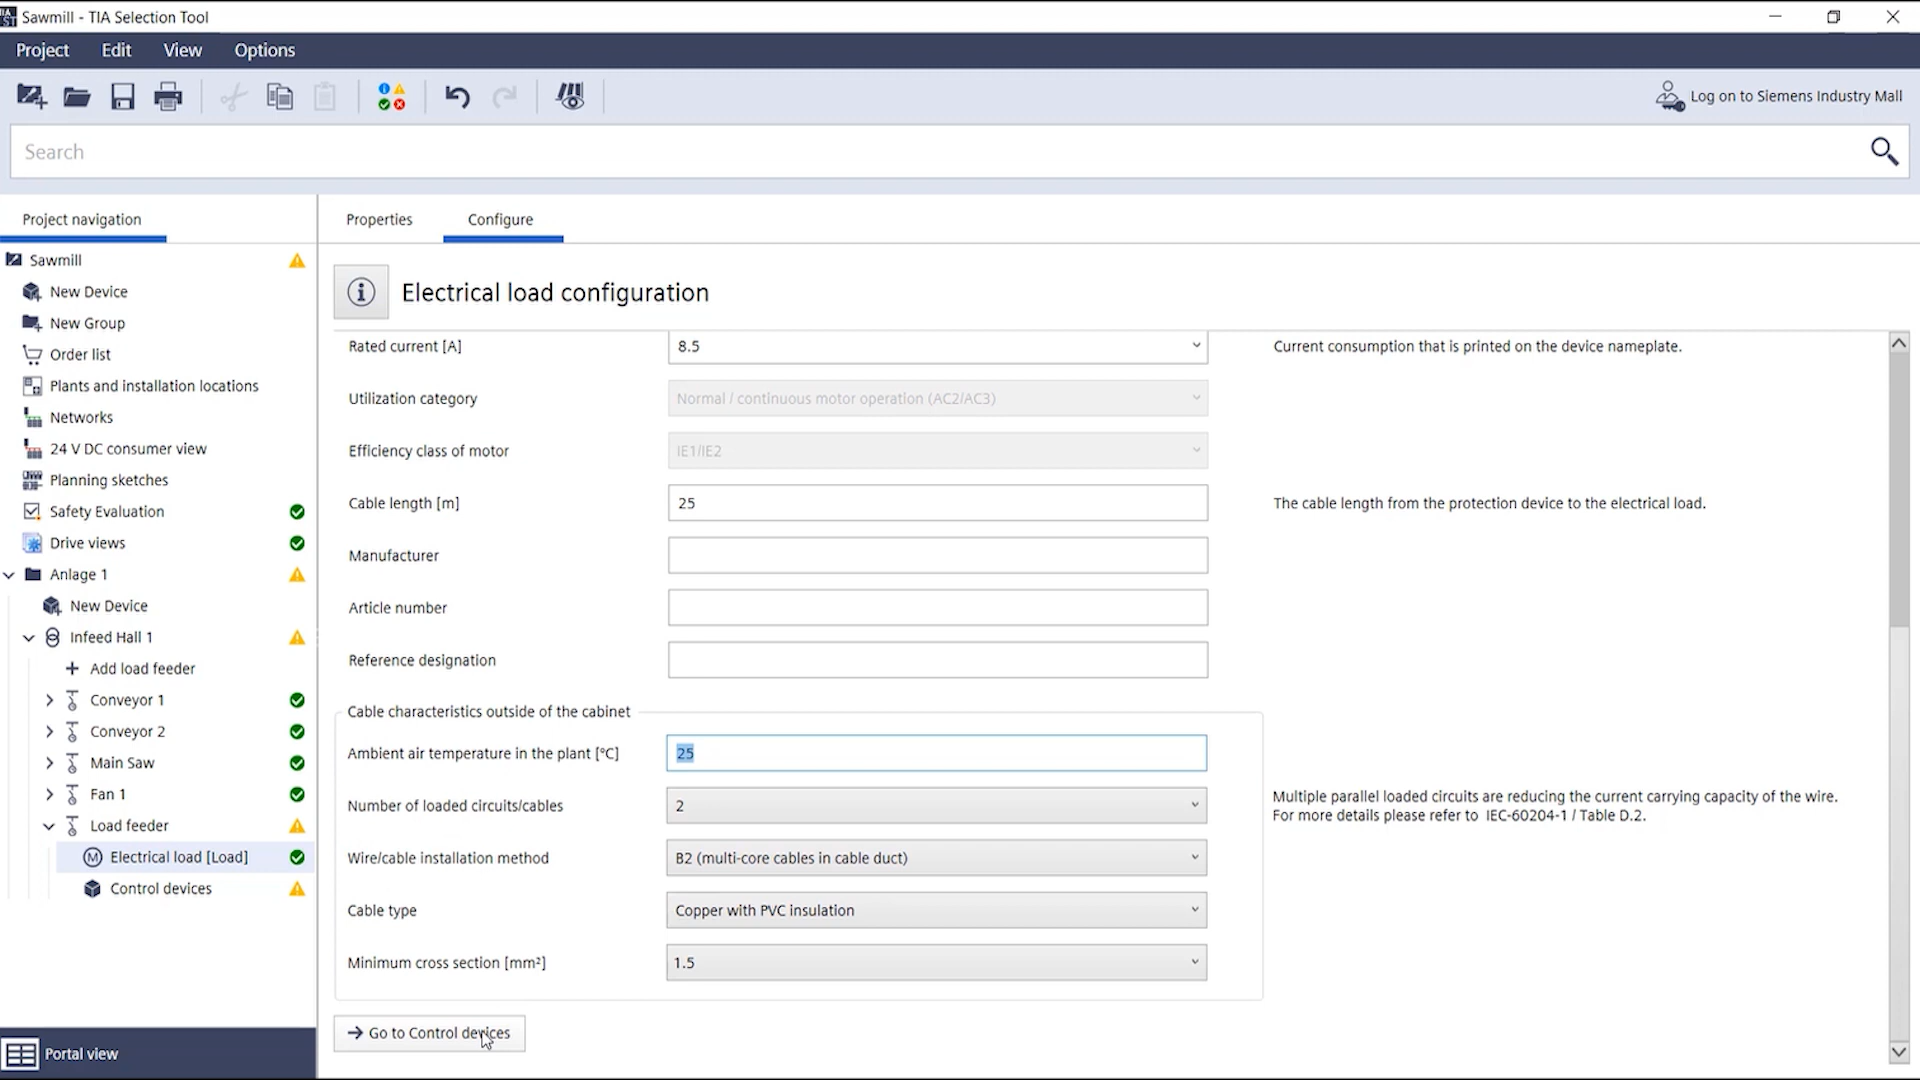 Sawmill - TIA Selection Tool
Project Edit View Options
Log on to Siemens Industry Mall
Search
Project navigation
Sawmill
New Device
New Group
Order list
Plants and installation locations
Networks
24 V DC consumer view
Planning sketches
Safety Evaluation
Drive views
Anlage 1
New Device
Infeed Hall 1
Add load feeder
Conveyor 1
Conveyor 2
Main Saw
Fan 1
Load feeder
Electrical load [Load]
Control devices
Portal view
Properties Configure
Electrical load configuration
Rated current [A] 8.5 Current consumption that is printed on the device nameplate.
Utilization category Normal / continuous motor operation (AC2/AC3)
Efficiency class of motor IE1/IE2
Cable length [m] 25 The cable length from the protection device to the electrical load.
Manufacturer
Article number
Reference designation
Cable characteristics outside of the cabinet
Ambient air temperature in the plant [°C] 25
Number of loaded circuits/cables 2 Multiple parallel loaded circuits are reducing the current carrying capacity of the wire.
For more details please refer to IEC-60204-1 / Table D.2.
Wire/cable installation method B2 (multi-core cables in cable duct)
Cable type Copper with PVC insulation
Minimum cross section [mm²] 1.5
Go to Control devices